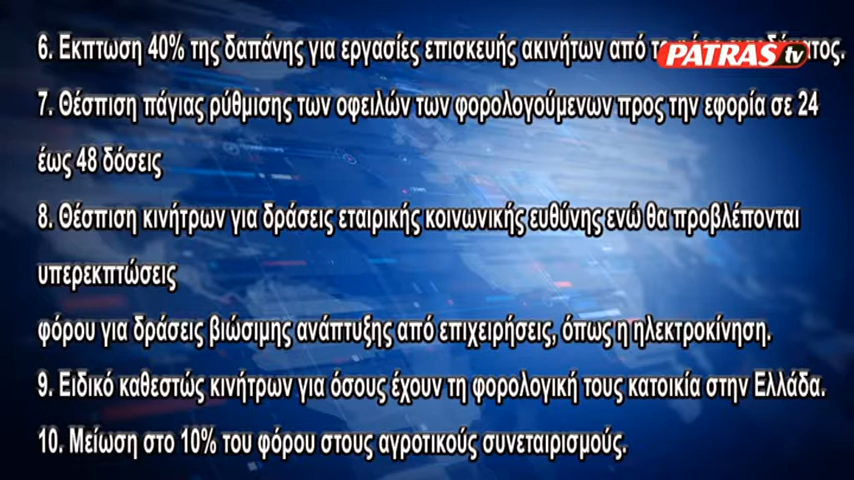 6. Εκπτωση 40% της δαπάνης για εργασίες επισκευής ακινήτων από
PATRAS tv
7. Θέσπιση πάγιας ρύθμισης των οφειλών των φορολογούμενων προς την εφορία σε 24
έως 48 δόσεις
8. Θέσπιση κινήτρων για δράσεις εταιρικής κοινωνικής ευθύνης ενώ θα προβλέπονται
υπερεκπτώσεις
φόρου για δράσεις βιώσιμης ανάπτυξης από επιχειρήσεις, όπως η ηλεκτροκίνηση.
9. Ειδικό καθεστώς κινήτρων για όσους έχουν τη φορολογική τους κατοικία στην Ελλάδα.
10. Μείωση στο 10% του φόρου στους αγροτικούς συνεταιρισμούς.